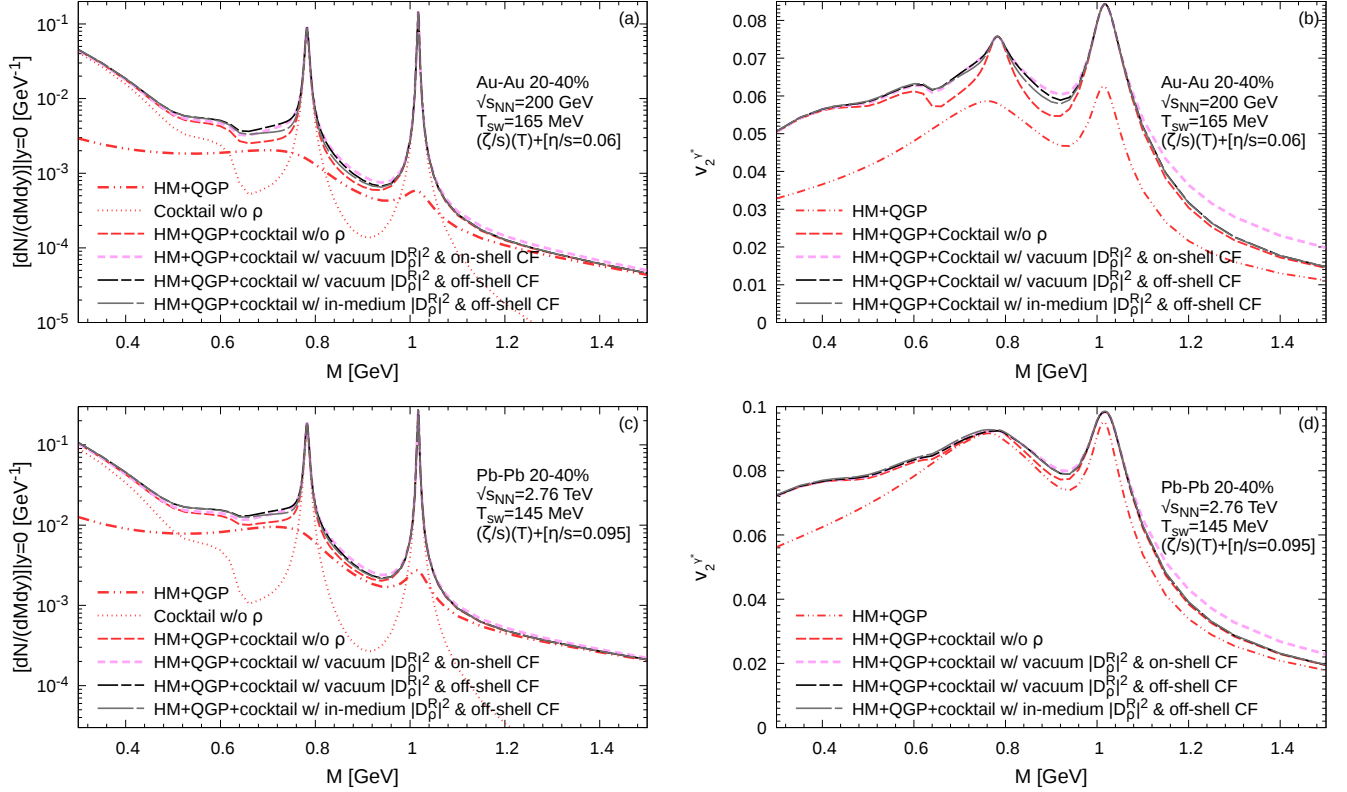 [dN/(dMdy)]|y=0 [GeV⁻¹]
10⁻¹
10⁻²
10⁻³
10⁻⁴
10⁻⁵
(a)
Au-Au 20-40%
√sNN=200 GeV
Tsw=165 MeV
(ζ/s)(T)+[η/s=0.06]
HM+QGP
Cocktail w/o ρ
HM+QGP+cocktail w/o ρ
HM+QGP+cocktail w/ vacuum |DᴿΡ|² & on-shell CF
HM+QGP+cocktail w/ vacuum |DᴿΡ|² & off-shell CF
HM+QGP+cocktail w/ in-medium |DᴿΡ|² & off-shell CF
0.4 0.6 0.8 1 1.2 1.4
M [GeV]
v₂^γ*
0.08
0.07
0.06
0.05
0.04
0.03
0.02
0.01
0
(b)
Au-Au 20-40%
√sNN=200 GeV
Tsw=165 MeV
(ζ/s)(T)+[η/s=0.06]
HM+QGP
HM+QGP+Cocktail w/o ρ
HM+QGP+Cocktail w/ vacuum |DᴿΡ|² & on-shell CF
HM+QGP+Cocktail w/ vacuum |DᴿΡ|² & off-shell CF
HM+QGP+Cocktail w/ in-medium |DᴿΡ|² & off-shell CF
0.4 0.6 0.8 1 1.2 1.4
M [GeV]
[dN/(dMdy)]|y=0 [GeV⁻¹]
10⁻¹
10⁻²
10⁻³
10⁻⁴
(c)
Pb-Pb 20-40%
√sNN=2.76 TeV
Tsw=145 MeV
(ζ/s)(T)+[η/s=0.095]
HM+QGP
Cocktail w/o ρ
HM+QGP+cocktail w/o ρ
HM+QGP+cocktail w/ vacuum |DᴿΡ|² & on-shell CF
HM+QGP+cocktail w/ vacuum |DᴿΡ|² & off-shell CF
HM+QGP+cocktail w/ in-medium |DᴿΡ|² & off-shell CF
0.4 0.6 0.8 1 1.2 1.4
M [GeV]
v₂^γ*
0.1
0.08
0.06
0.04
0.02
0
(d)
Pb-Pb 20-40%
√sNN=2.76 TeV
Tsw=145 MeV
(ζ/s)(T)+[η/s=0.095]
HM+QGP
HM+QGP+cocktail w/o ρ
HM+QGP+cocktail w/ vacuum |DᴿΡ|² & on-shell CF
HM+QGP+cocktail w/ vacuum |DᴿΡ|² & off-shell CF
HM+QGP+cocktail w/ in-medium |DᴿΡ|² & off-shell CF
0.4 0.6 0.8 1 1.2 1.4
M [GeV]